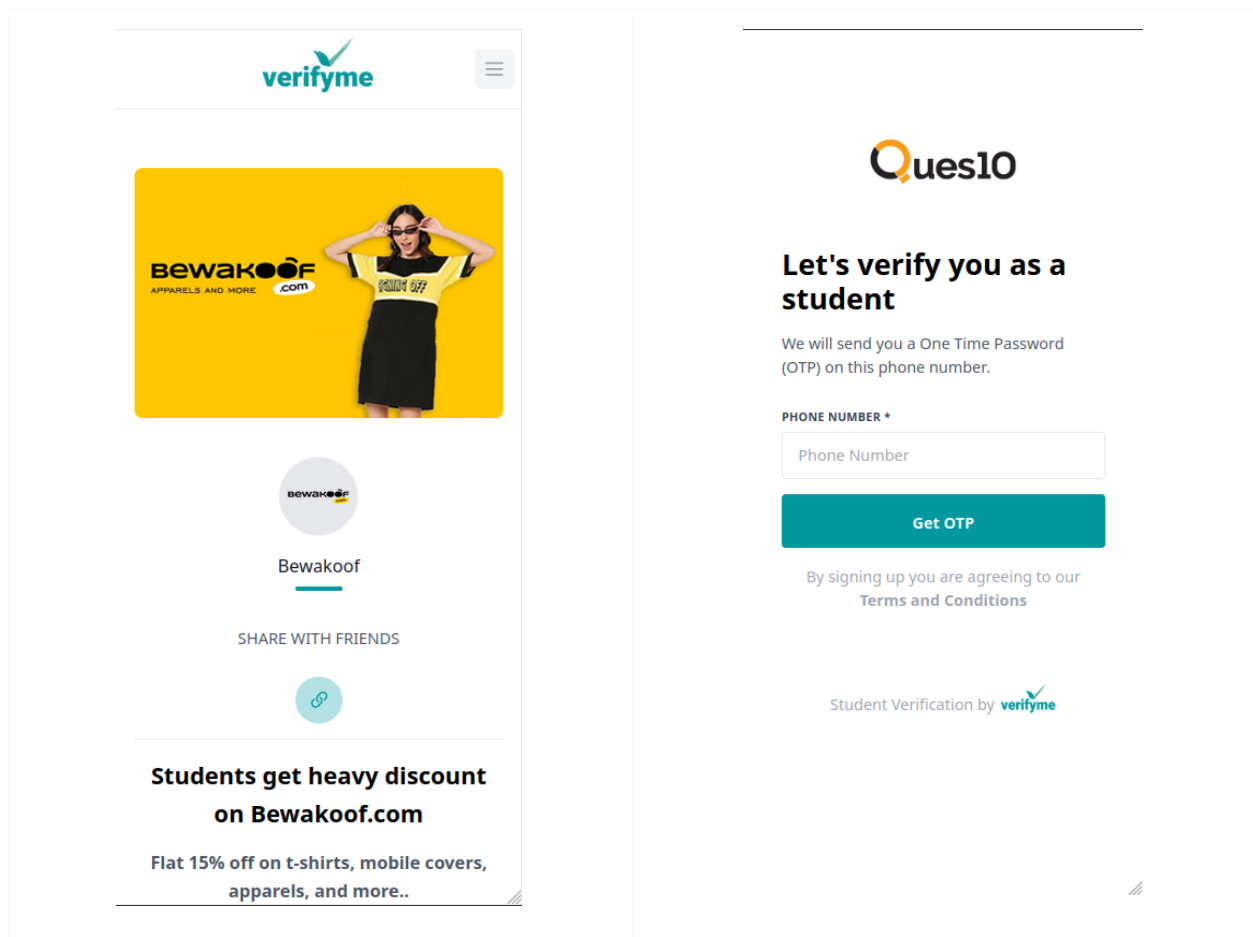 verifyme
BEWAKOOF
.com
APPARELS AND MORE
Bewakoof
SHARE WITH FRIENDS
Students get heavy discount
on Bewakoof.com
Flat 15% off on t-shirts, mobile covers,
apparels, and more..
Ques10
Let's verify you as a
student
We will send you a One Time Password
(OTP) on this phone number.
PHONE NUMBER *
Phone Number
Get OTP
By signing up you are agreeing to our
Terms and Conditions
Student Verification by verifyme